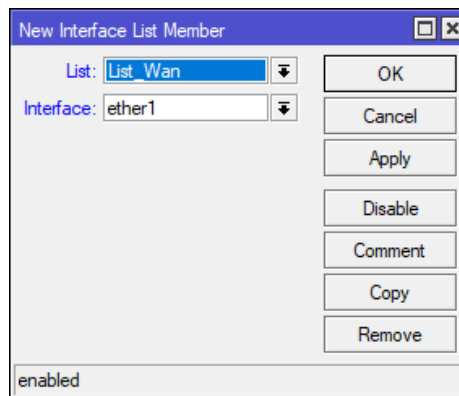 New Interface List Member
List: List_Wan
Interface: ether1
OK
Cancel
Apply
Disable
Comment
Copy
Remove
enabled